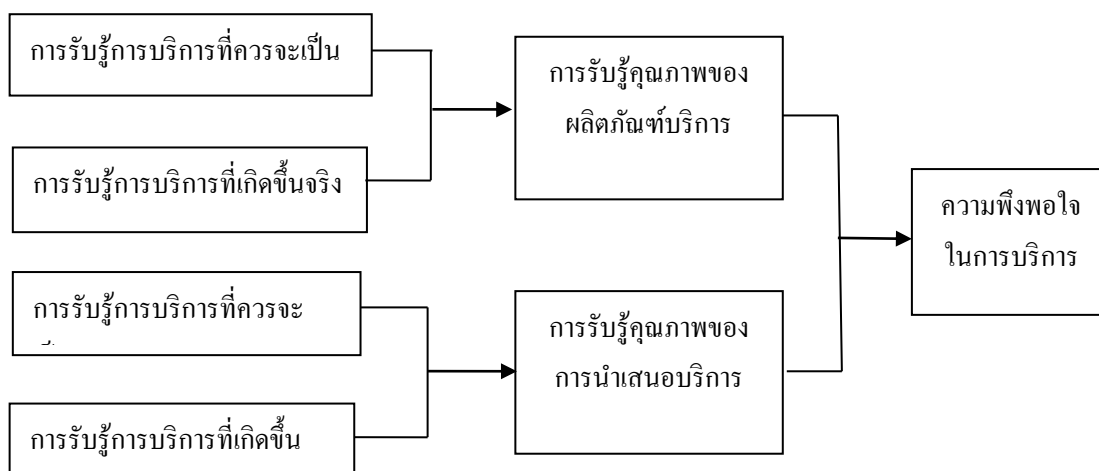 การรับรู้การบริการที่ควรจะเป็น
การรับรู้การบริการที่เกิดขึ้นจริง
การรับรู้คุณภาพของ
ผลิตภัณฑ์บริการ
ความพึงพอใจ
ในการบริการ
การรับรู้การบริการที่ควรจะ
การรับรู้การบริการที่เกิดขึ้น
การรับรู้คุณภาพของ
การนำเสนอบริการ